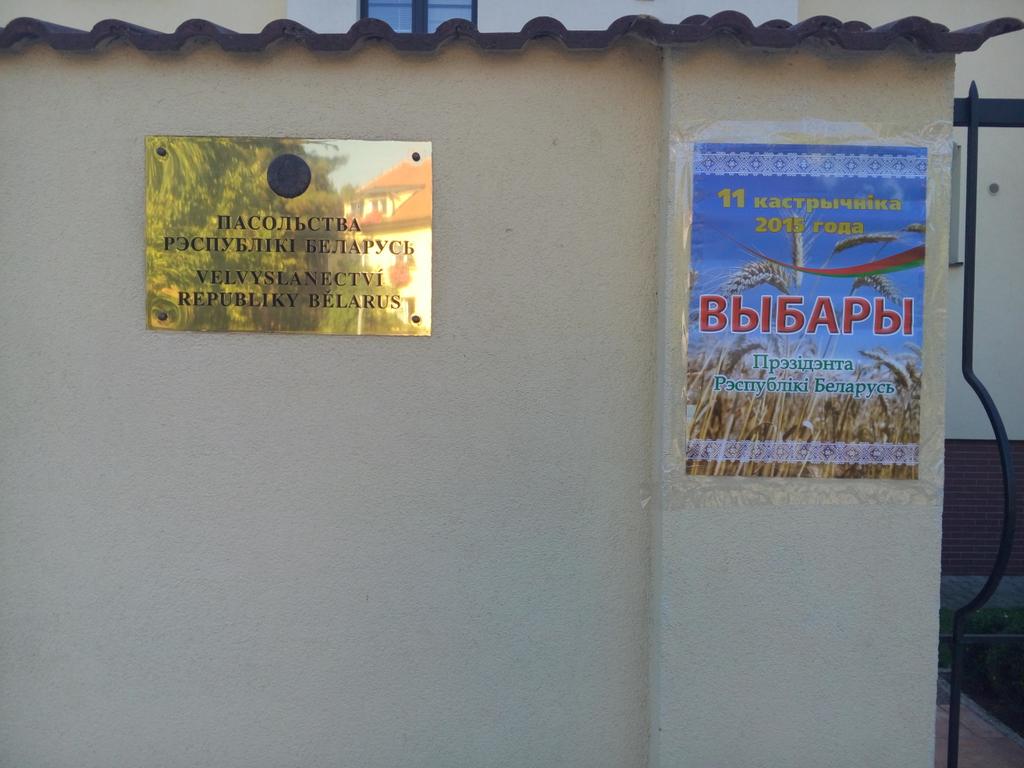 ПАСОЛЬСТВА
РЭСПУБЛІКІ БЕЛАРУСЬ
VELVYSLANECTVÍ
REPUBLIKY BĚLARUS
11 кастрычніка
2015 года
ВЫБАРЫ
Прэзідэнта
Рэспублікі Беларусь